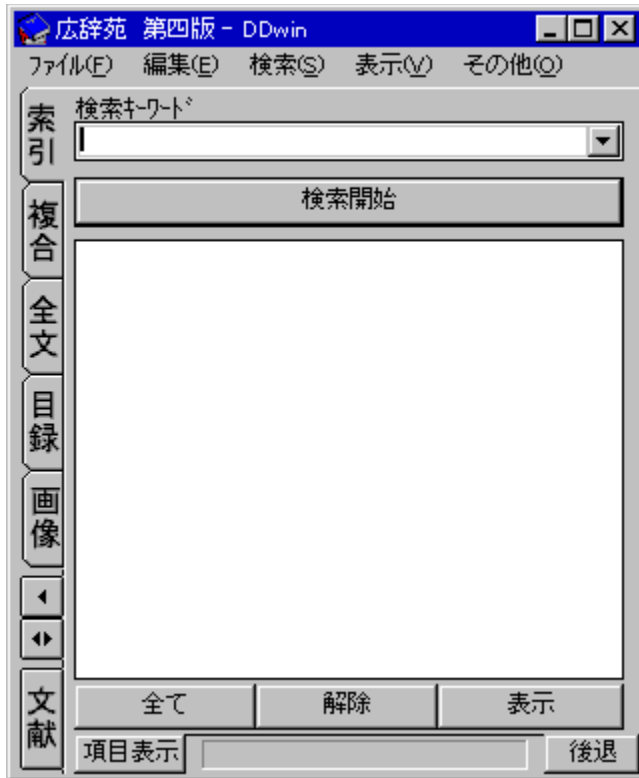 広辞苑 第四版 - DDwin
ファイル(F) 編集(E) 検索(S) 表示(V) その他(O)
索引
検索ｷｰﾜｰﾄﾞ
検索開始
複合
全文
目録
画像
文献
全て 解除 表示
項目表示 後退